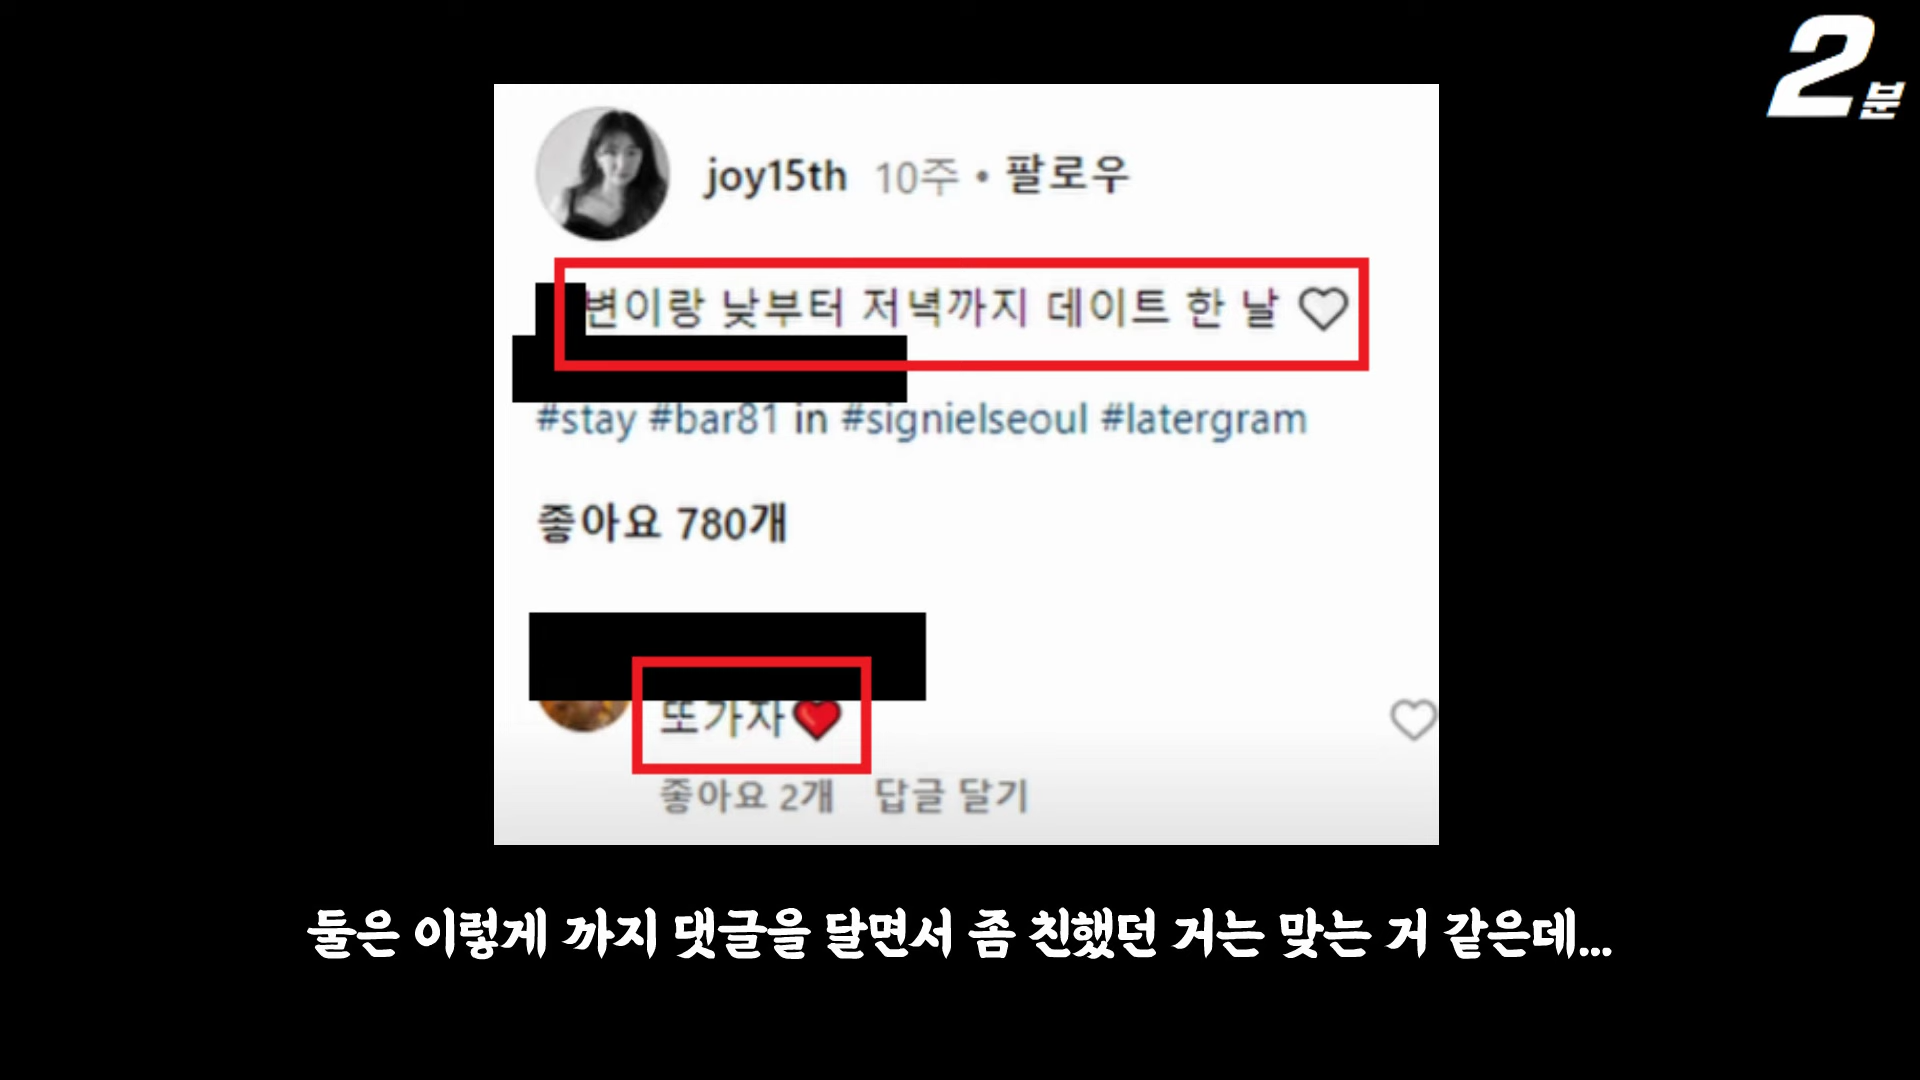 2분
joy15th 10주 • 팔로우
변이랑 낮부터 저녁까지 데이트 한 날 ♡
#stay #bar81 in #signielseoul #latergram
좋아요 780개
또가자❤️
좋아요 2개 답글 달기
둘은 이렇게 까지 댓글을 달면서 좀 친했던 거는 맞는 거 같은데...